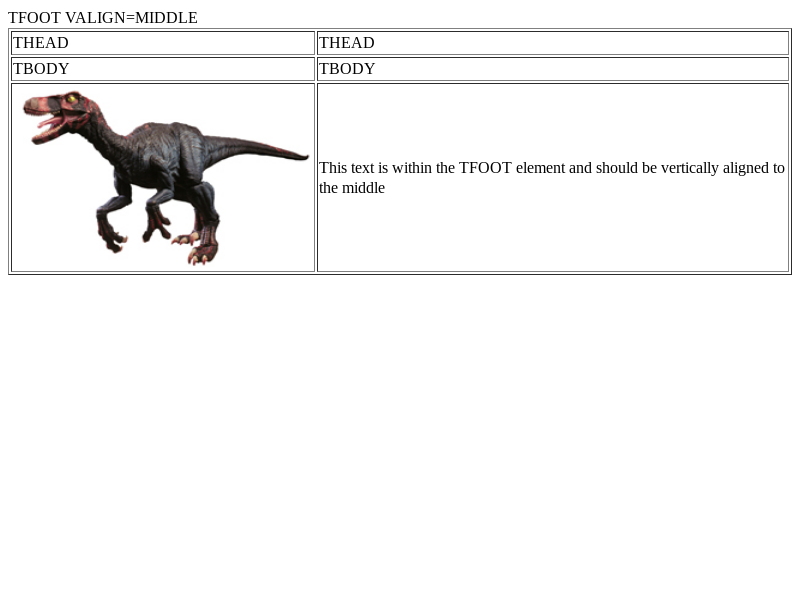 TFOOT VALIGN=MIDDLE
THEAD THEAD
TBODY TBODY
This text is within the TFOOT element and should be vertically aligned to
the middle